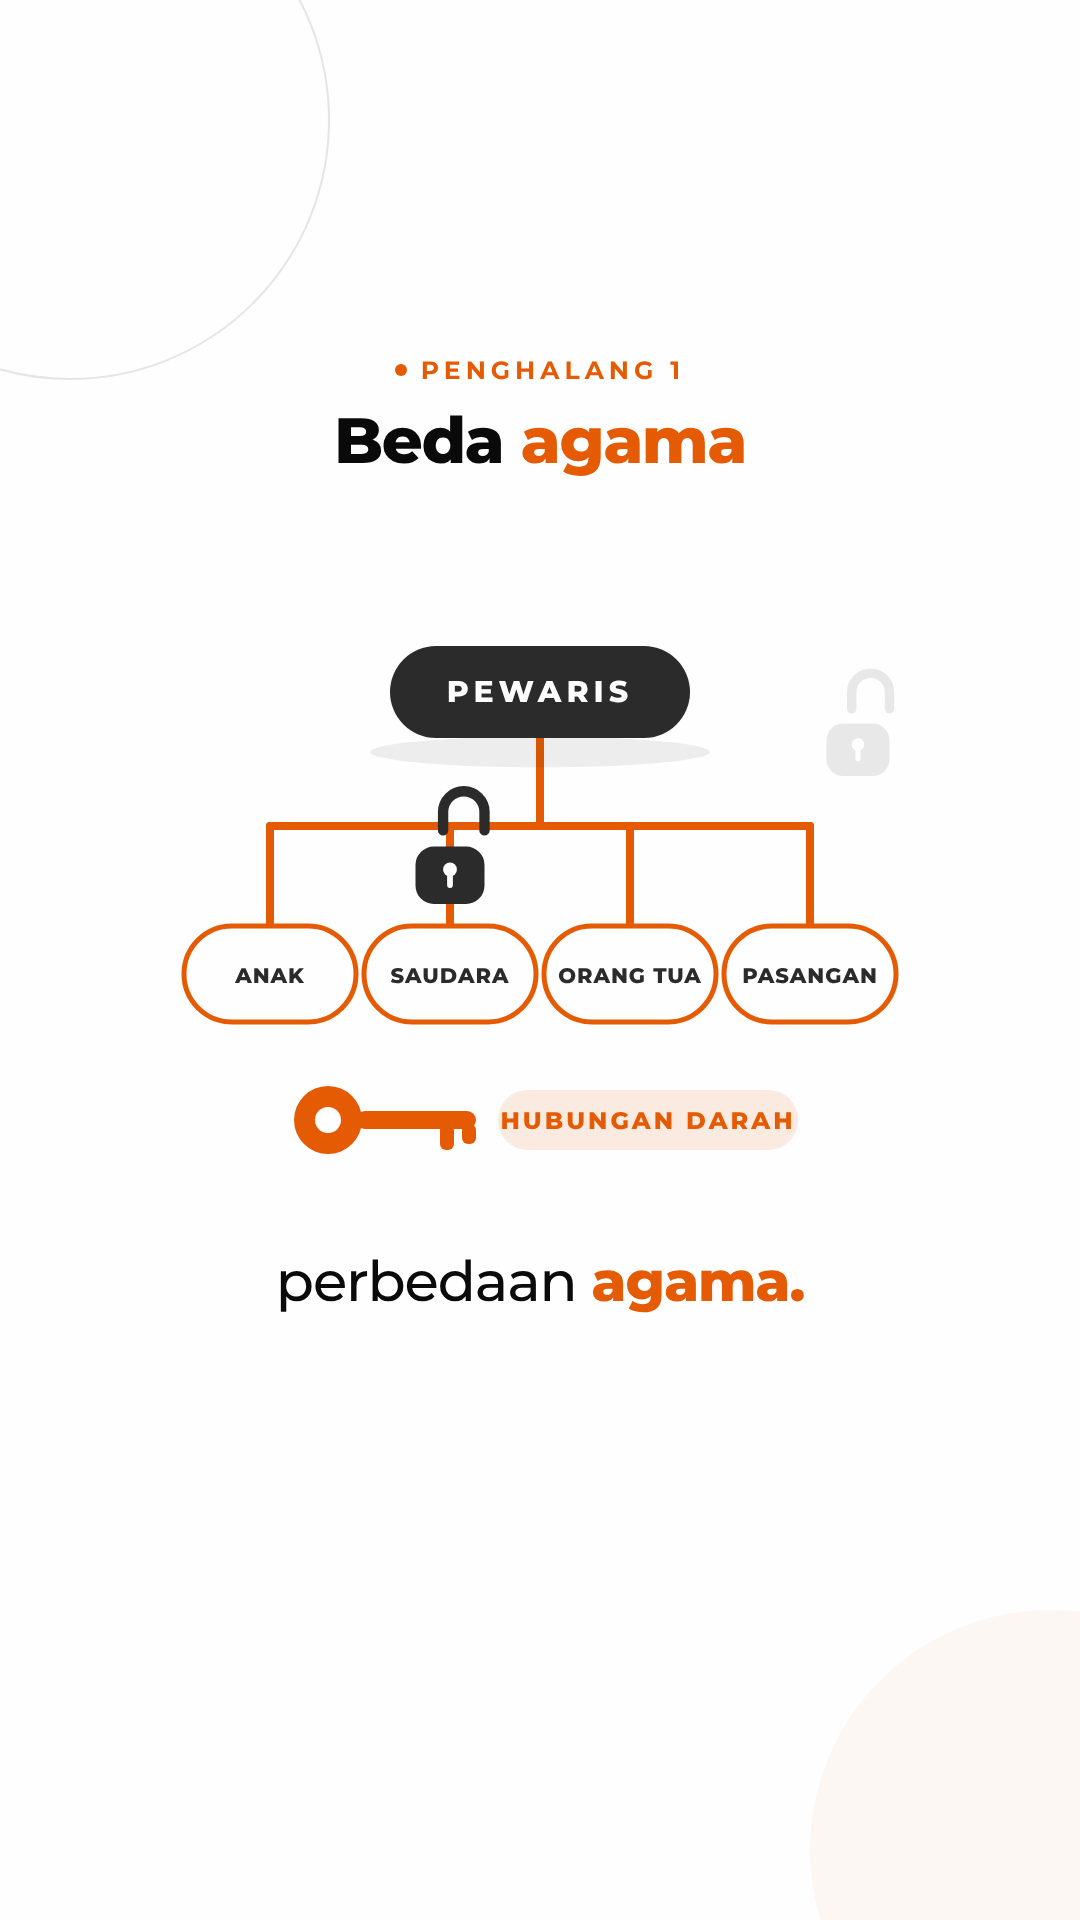 PENGHALANG 1
Beda agama
PEWARIS
ANAK
SAUDARA
ORANG TUA
PASANGAN
HUBUNGAN DARAH
perbedaan agama.